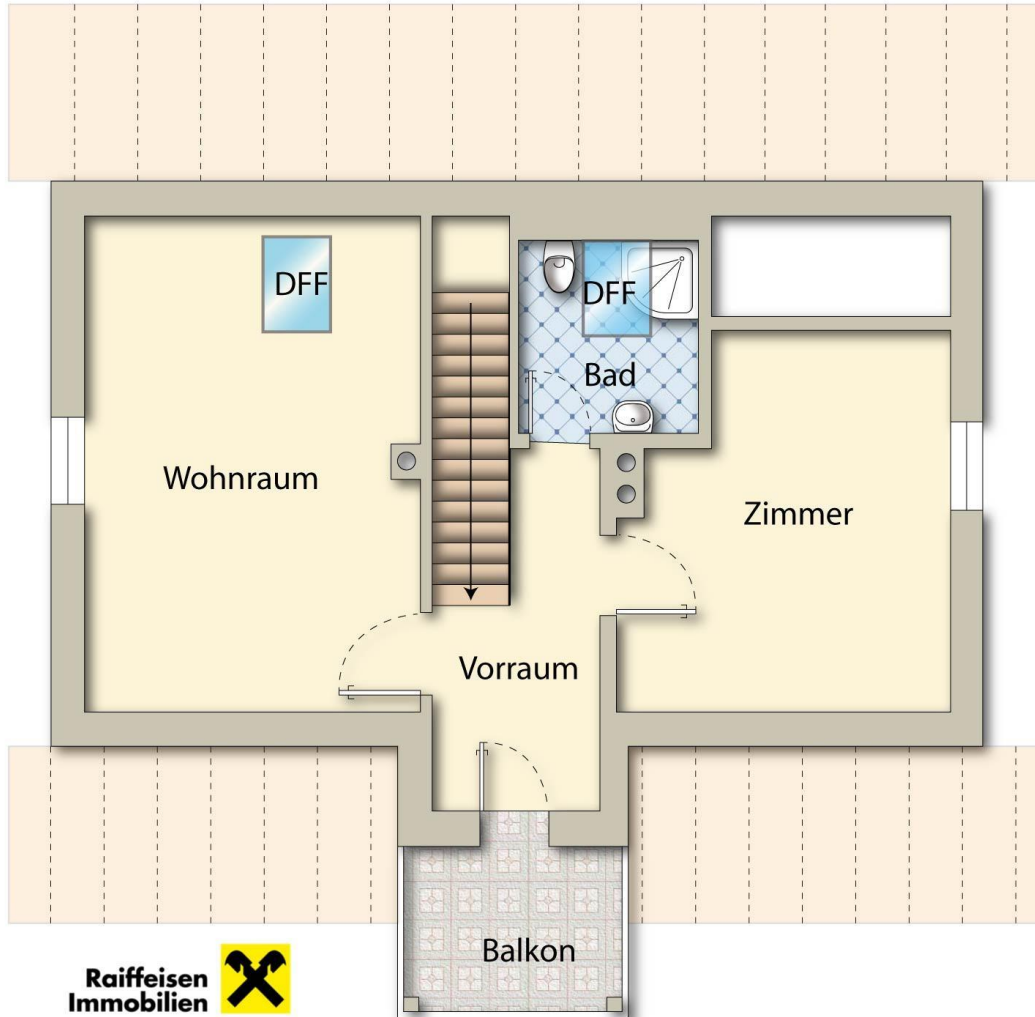 DFF
DFF
Bad
Wohnraum
Zimmer
Vorraum
Balkon
Raiffeisen
Immobilien